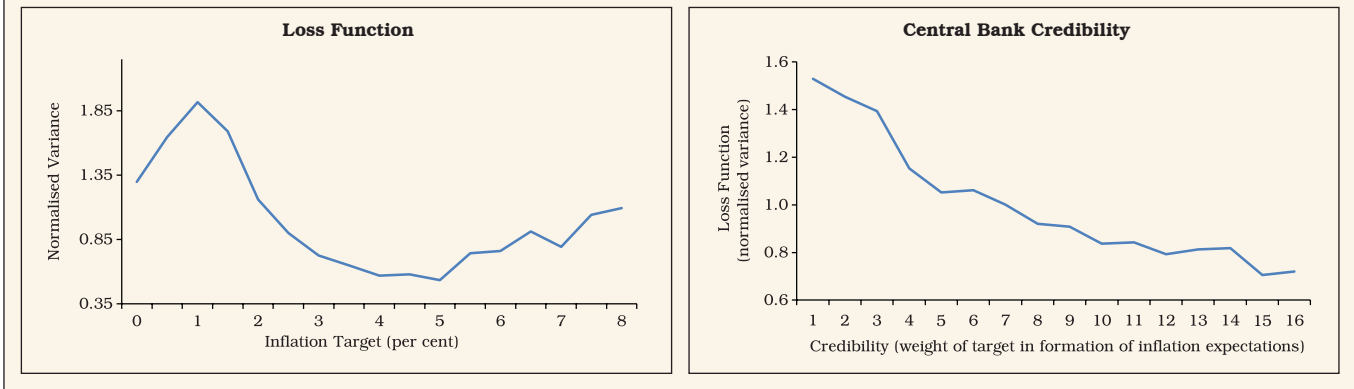 Loss Function
Normalised Variance
1.85
1.35
0.85
0.35
0 1 2 3 4 5 6 7 8
Inflation Target (per cent)
Central Bank Credibility
Loss Function
(normalised variance)
1.6
1.4
1.2
1.0
0.8
0.6
1 2 3 4 5 6 7 8 9 10 11 12 13 14 15 16
Credibility (weight of target in formation of inflation expectations)